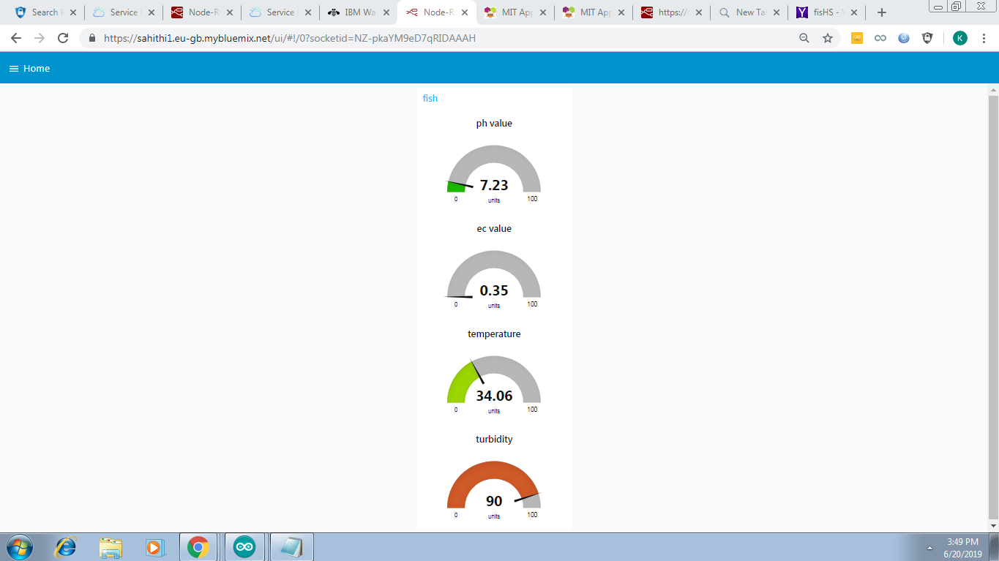 Search
Service
Node-R
Service
IBM Wa
Node-R
MIT App
MIT App
https://
New Ta
fisHS -
https://sahithi1.eu-gb.mybluemix.net/ui/#!/0?socketid=NZ-pkaYM9eD7qRIDAAAH
K
Home
fish
ph value
7.23
units
0
100
ec value
0.35
units
0
100
temperature
34.06
units
0
100
turbidity
90
units
0
100
3:49 PM
6/20/2019